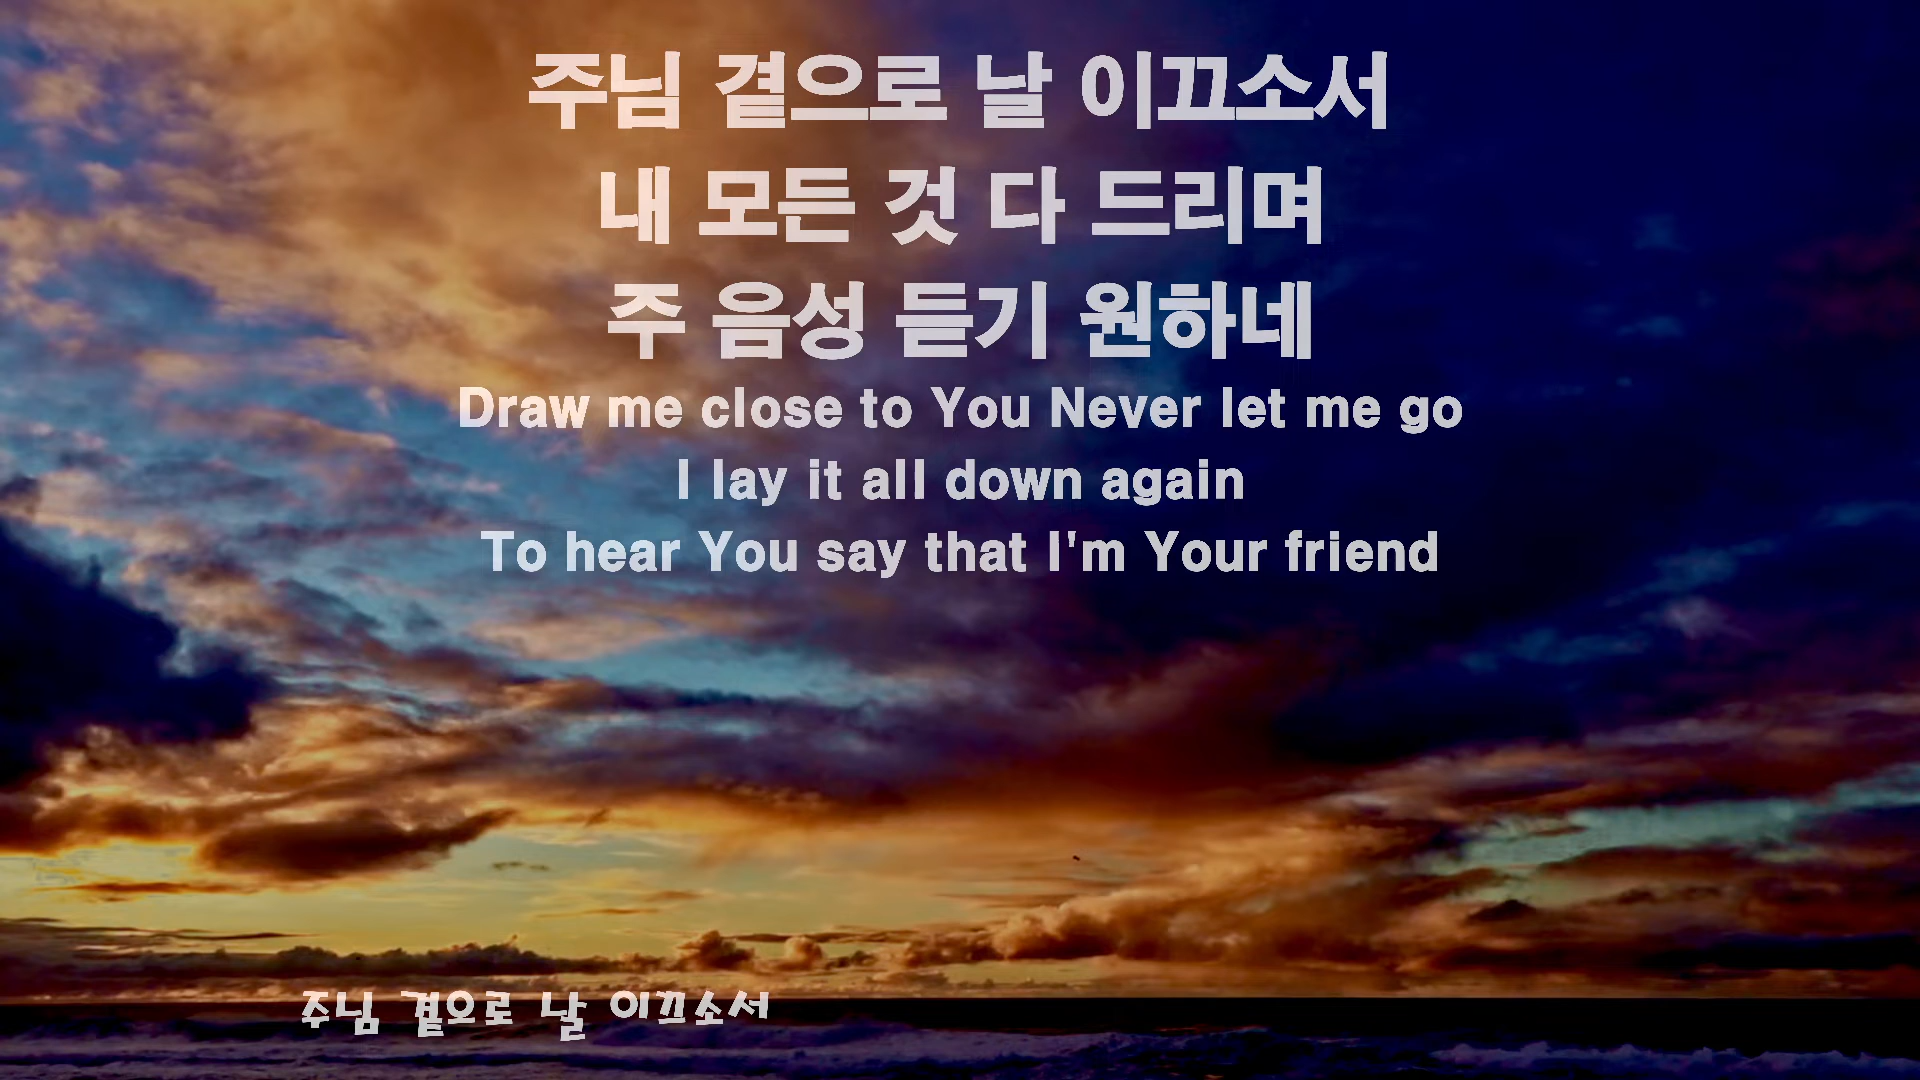 주님 곁으로 날 이끄소서
내 모든 것 다 드리며
주 음성 듣기 원하네
Draw me close to You Never let me go
I lay it all down again
To hear You say that I'm Your friend
주님 곁으로 날 이끄소서